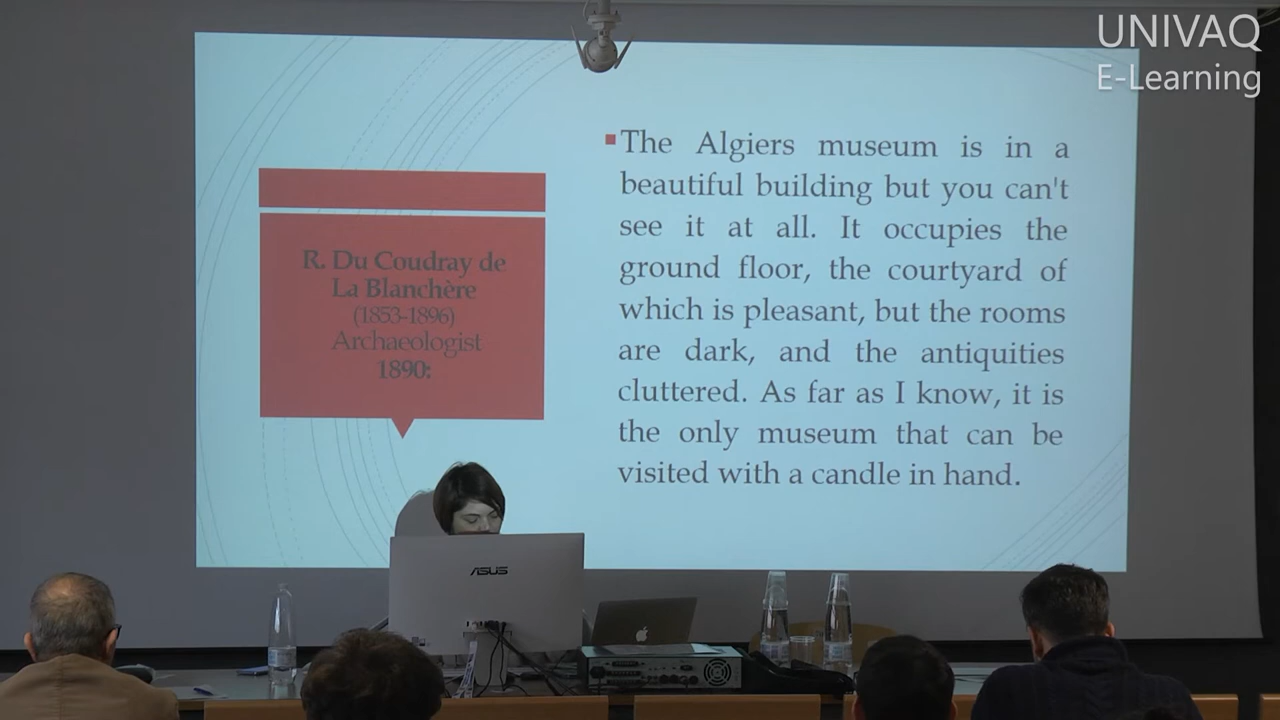 UNIVAQ
E-Learning
R. Du Coudray de
La Blanchère
(1853-1896)
Archaeologist
1890:
The Algiers museum is in a
beautiful building but you can't
see it at all. It occupies the
ground floor, the courtyard of
which is pleasant, but the rooms
are dark, and the antiquities
cluttered. As far as I know, it is
the only museum that can be
visited with a candle in hand.
ASUS